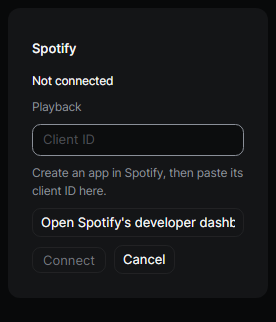 Spotify
Not connected
Playback
Client ID
Create an app in Spotify, then paste its
client ID here.
Open Spotify's developer dashb
Connect
Cancel